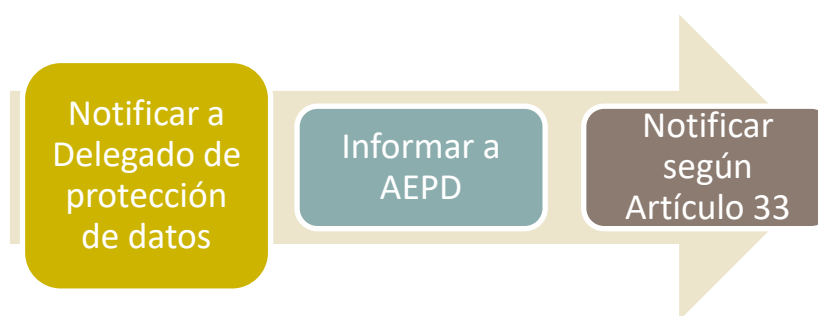 Notificar a
Delegado de
protección
de datos
Informar a
AEPD
Notificar
según
Artículo 33